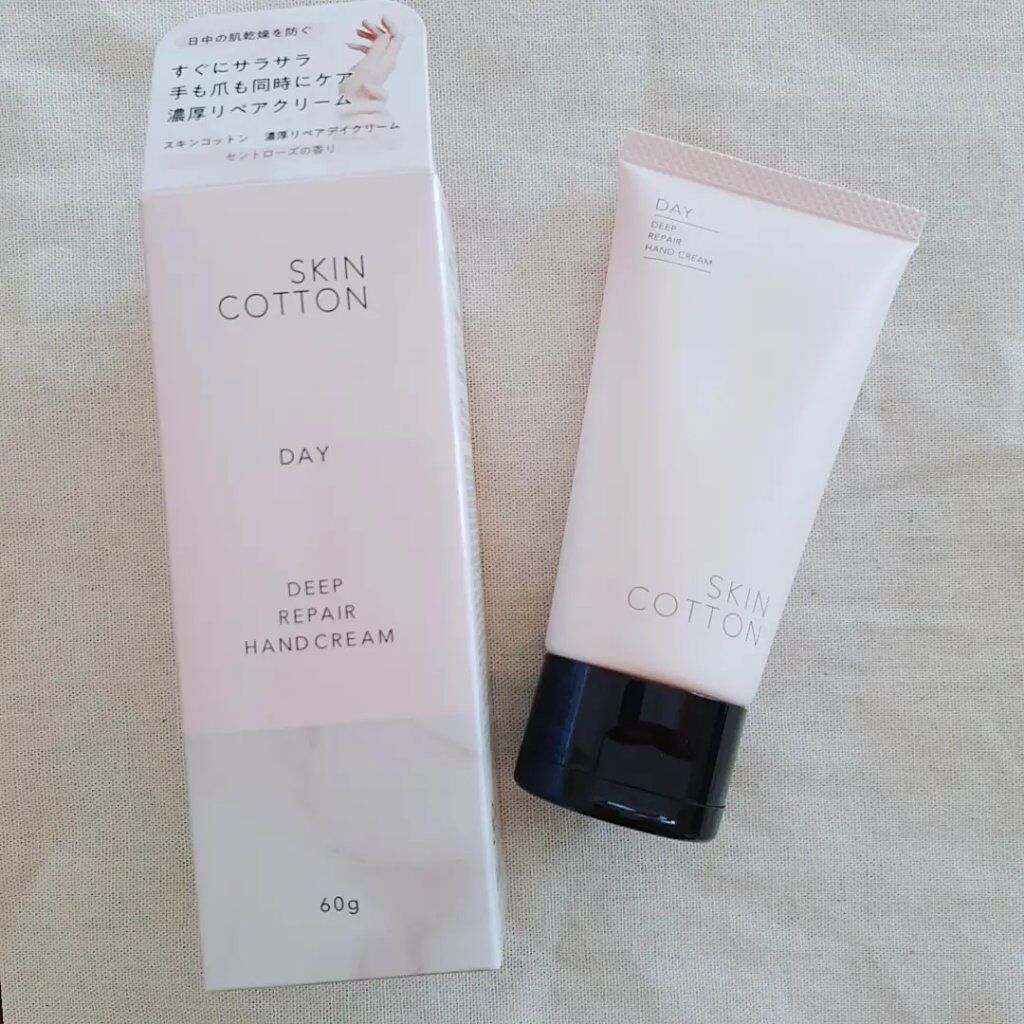 日中の肌乾燥を防ぐ
すぐにサラサラ
手も爪も同時にケア
濃厚リペアクリーム
スキンコットン 濃厚リペアデイクリーム
セントローズの香り
SKIN
COTTON
DAY
DEEP
REPAIR
HAND CREAM
60g
DAY
DEEP
REPAIR
HAND CREAM
SKIN
COTTON